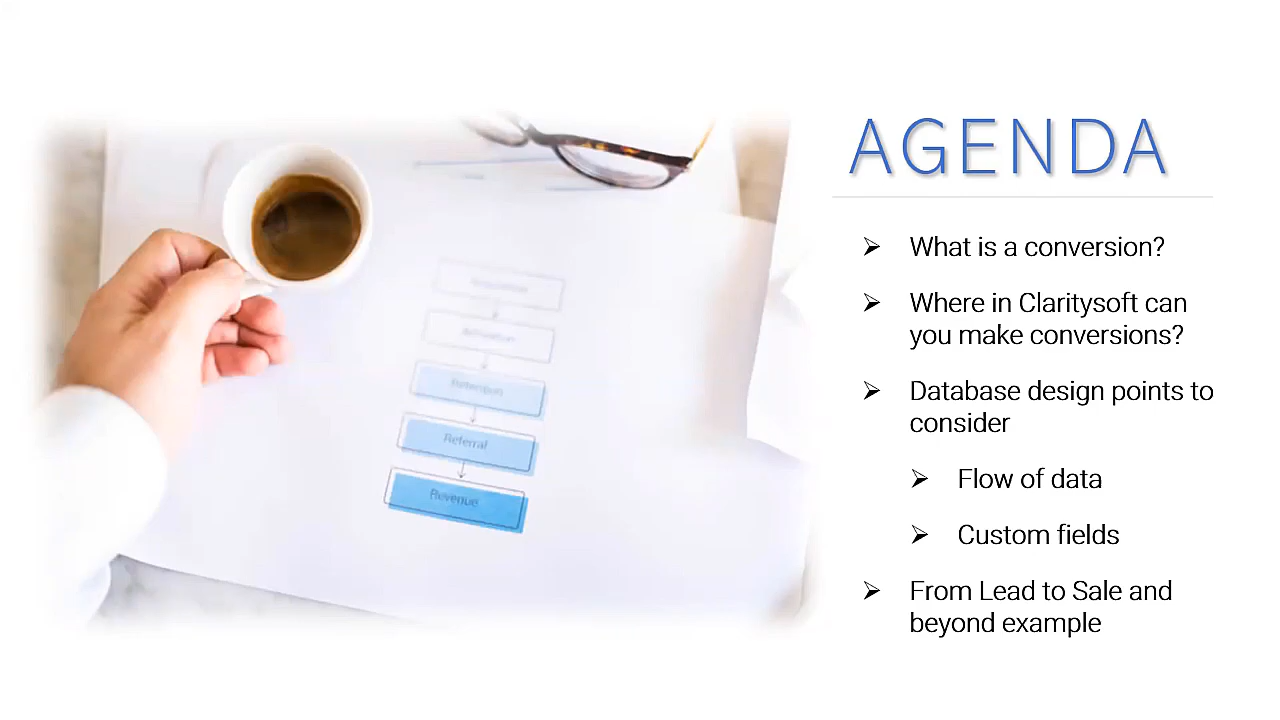 AGENDA
➢ What is a conversion?
➢ Where in Claritysoft can
you make conversions?
➢ Database design points to
consider
➢ Flow of data
➢ Custom fields
➢ From Lead to Sale and
beyond example
Retention
Referral
Revenue